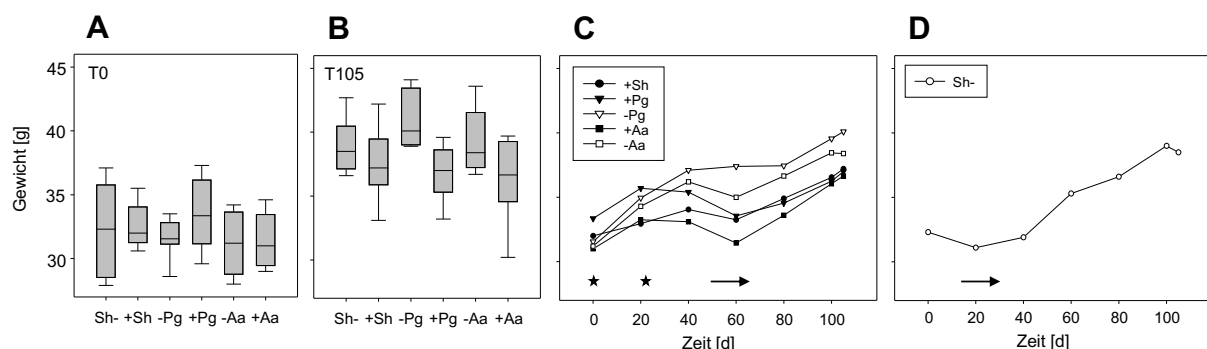 A
B
C
D
Gewicht [g]
45
40
35
30
T0
Sh- +Sh -Pg +Pg -Aa +Aa
T105
Sh- +Sh -Pg +Pg -Aa +Aa
+Sh
+Pg
-Pg
+Aa
-Aa
0 20 40 60 80 100
Zeit [d]
Sh-
0 20 40 60 80 100
Zeit [d]